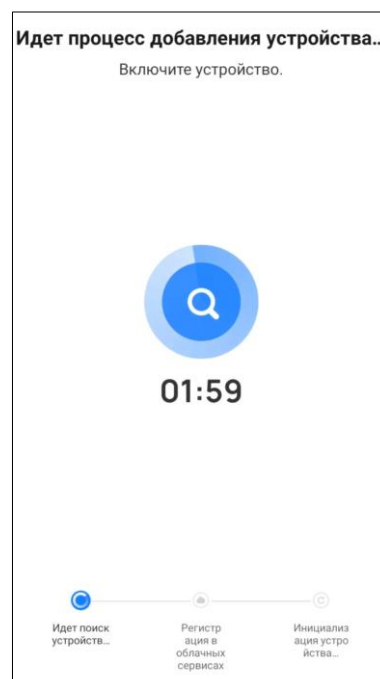 Идет процесс добавления устройства..
Включите устройство.
01:59
Идет поиск
устройств...
Регистр
ация в
облачных
сервисах
Инициализ
ация устро
йства...